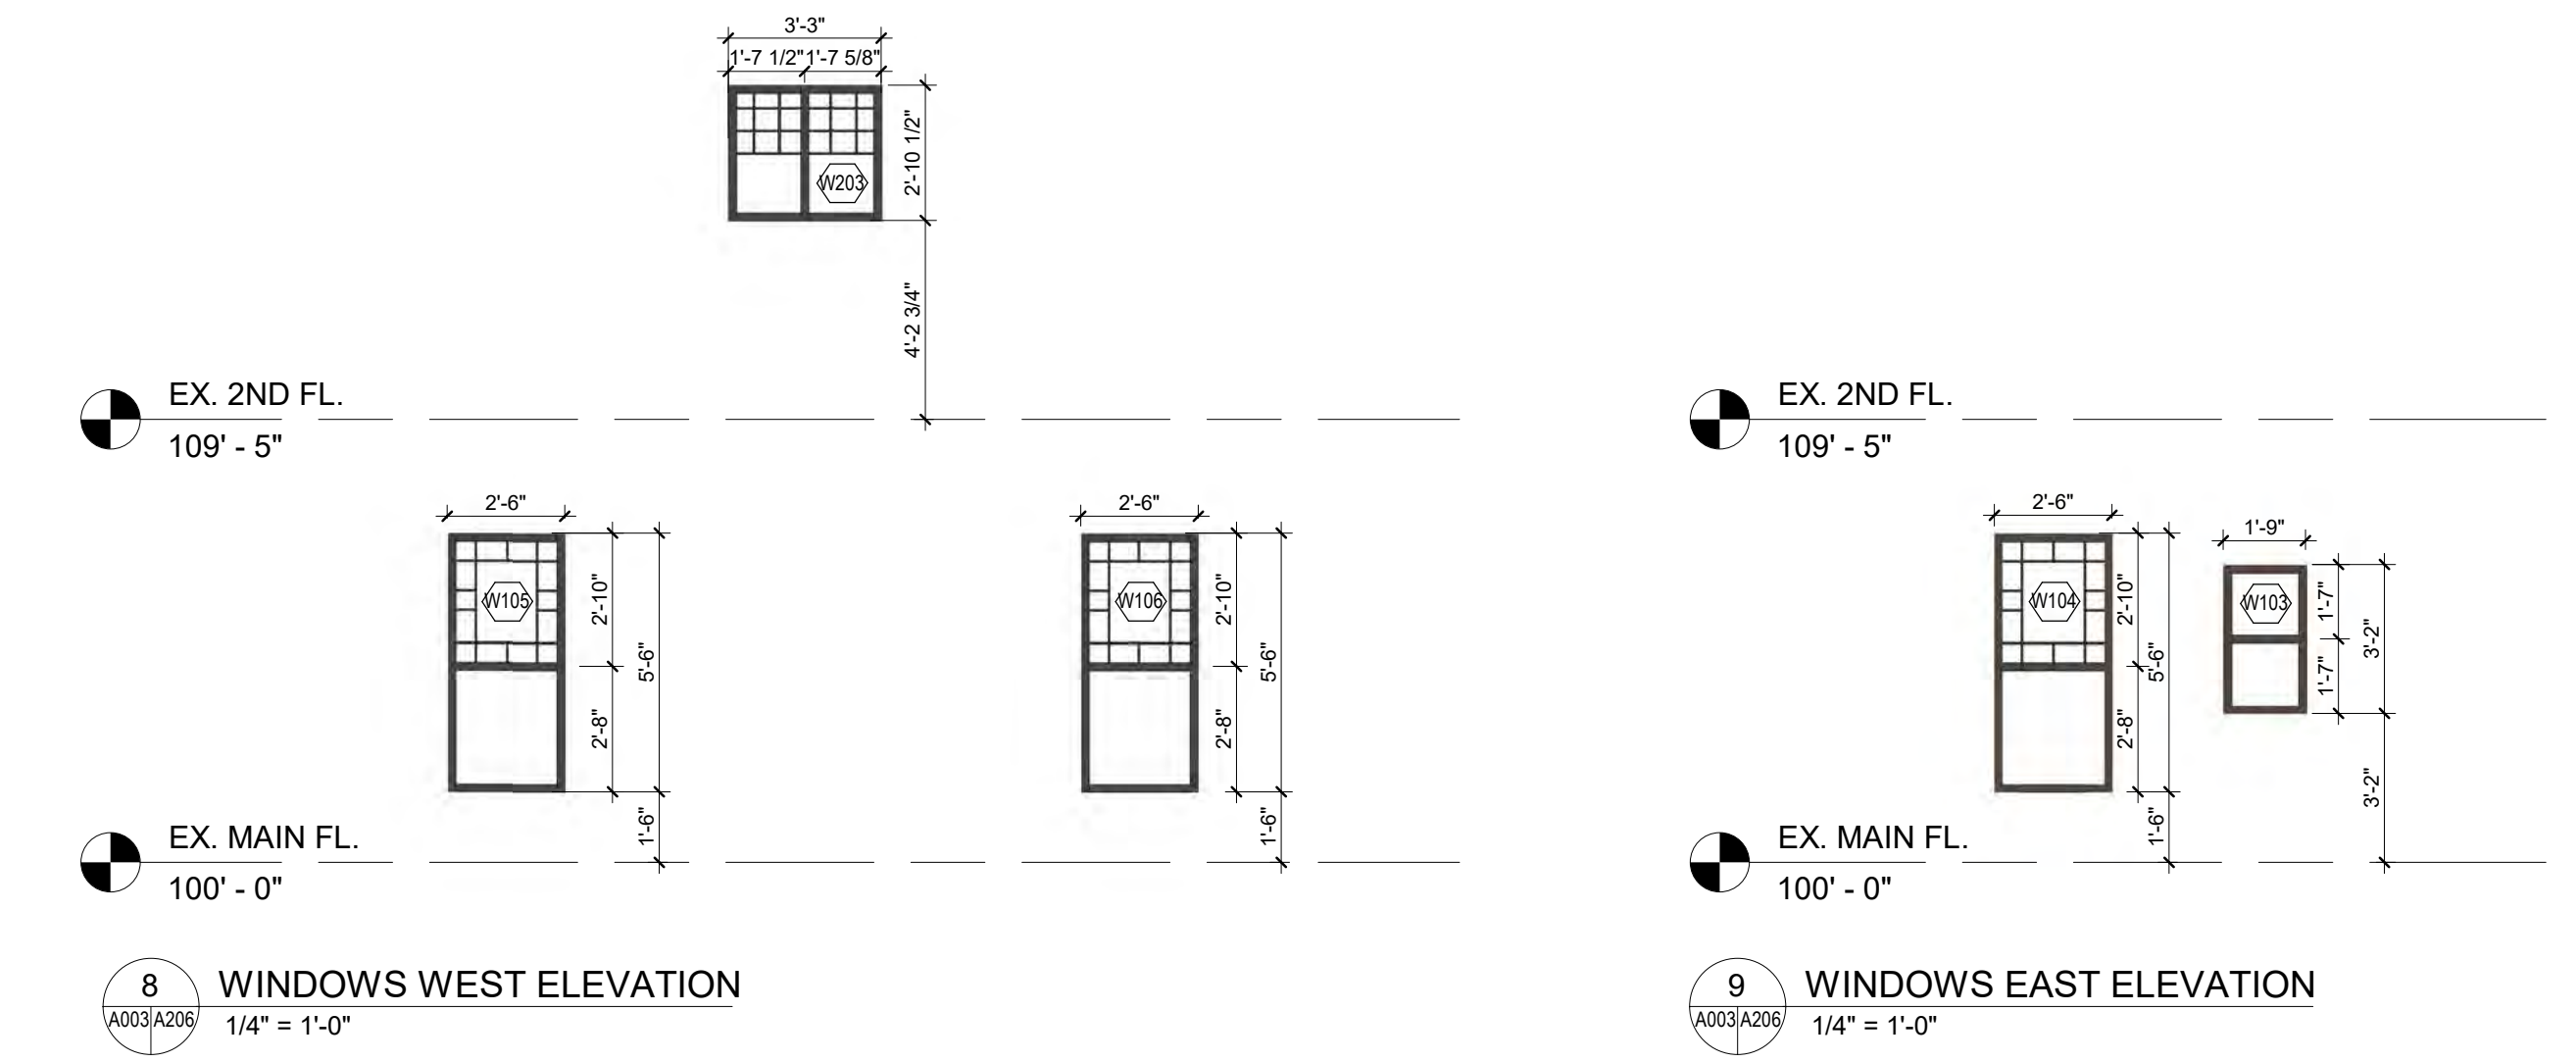 3'-3"
1'-7 1/2" 1'-7 5/8"
2'-10 1/2"
W203
4'-2 3/4"
EX. 2ND FL.
109' - 5"
2'-6"
W105
2'-10"
5'-6"
2'-8"
1'-6"
2'-6"
W106
2'-10"
5'-6"
2'-8"
1'-6"
EX. MAIN FL.
100' - 0"
8
A003 A206
WINDOWS WEST ELEVATION
1/4" = 1'-0"
EX. 2ND FL.
109' - 5"
2'-6"
W104
2'-10"
5'-6"
2'-8"
1'-6"
1'-9"
W103
1'-7"
3'-2"
1'-7"
3'-2"
EX. MAIN FL.
100' - 0"
9
A003 A206
WINDOWS EAST ELEVATION
1/4" = 1'-0"